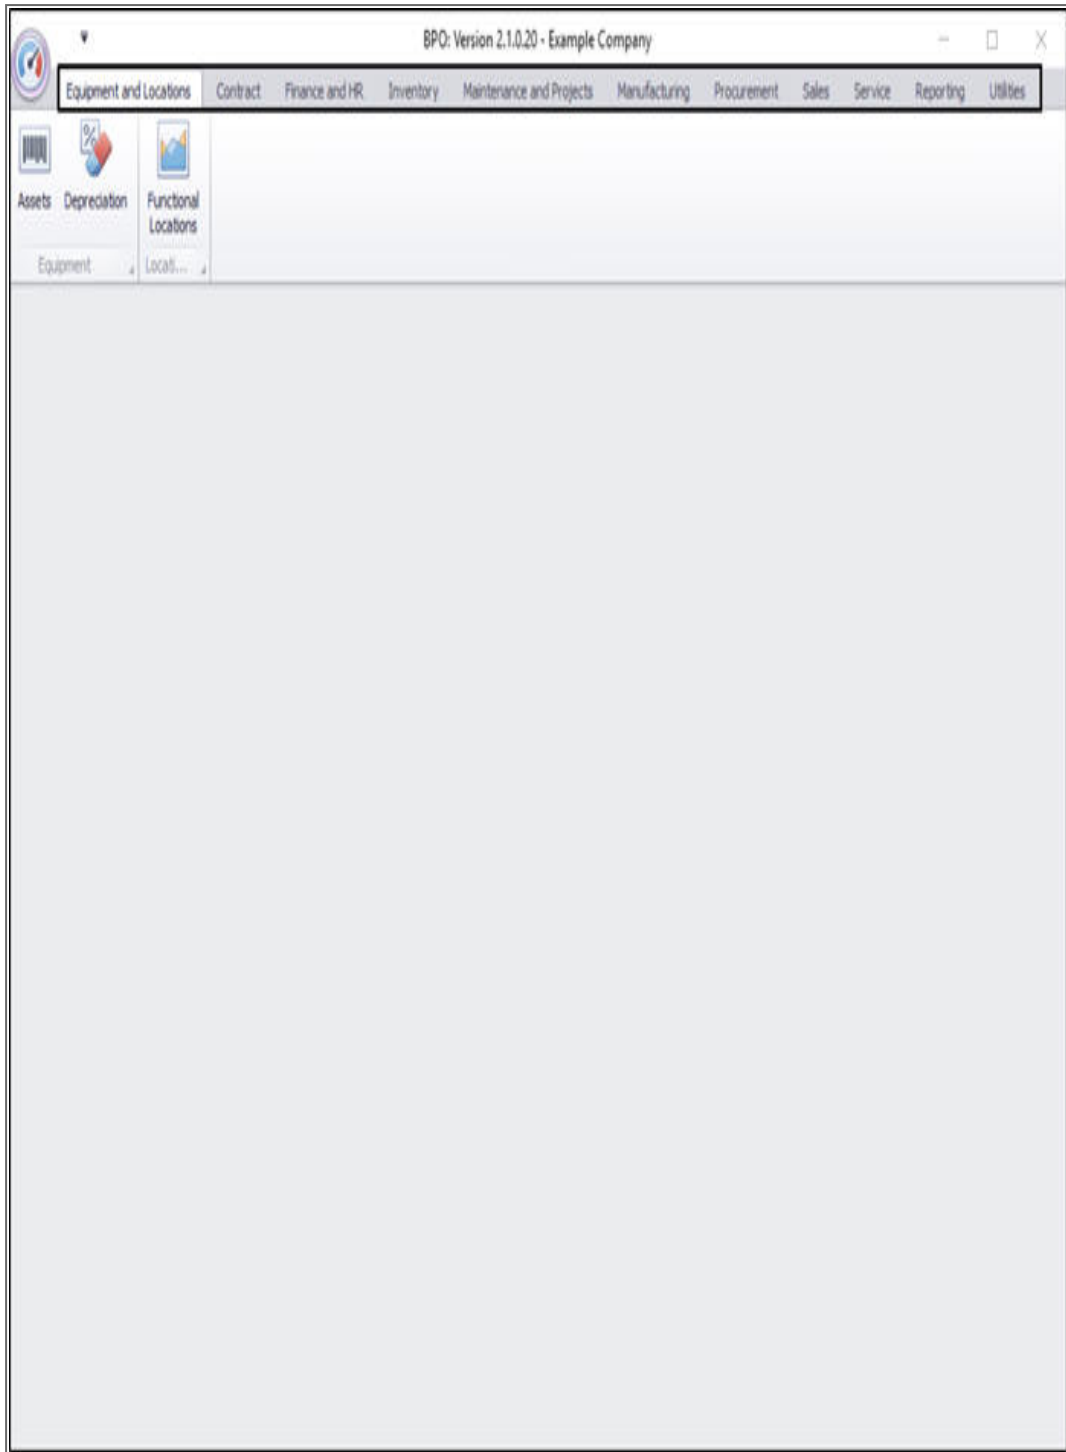 BPO: Version 2.1.0.20 - Example Company
Equipment and Locations Contract Finance and HR Inventory Maintenance and Projects Manufacturing Procurement Sales Service Reporting Utilities
%
Assets Depreciation Functional
Locations
Equipment Locati...